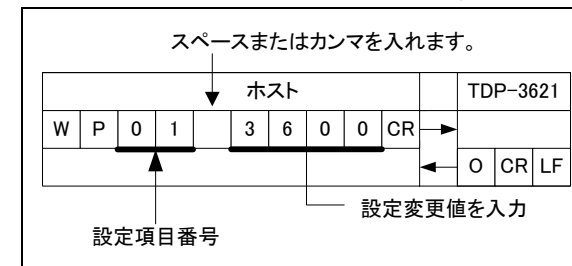 スペースまたはカンマを入れます。
ホスト TDP-3621
W P 0 1 3 6 0 0 CR
O CR LF
設定変更値を入力
設定項目番号